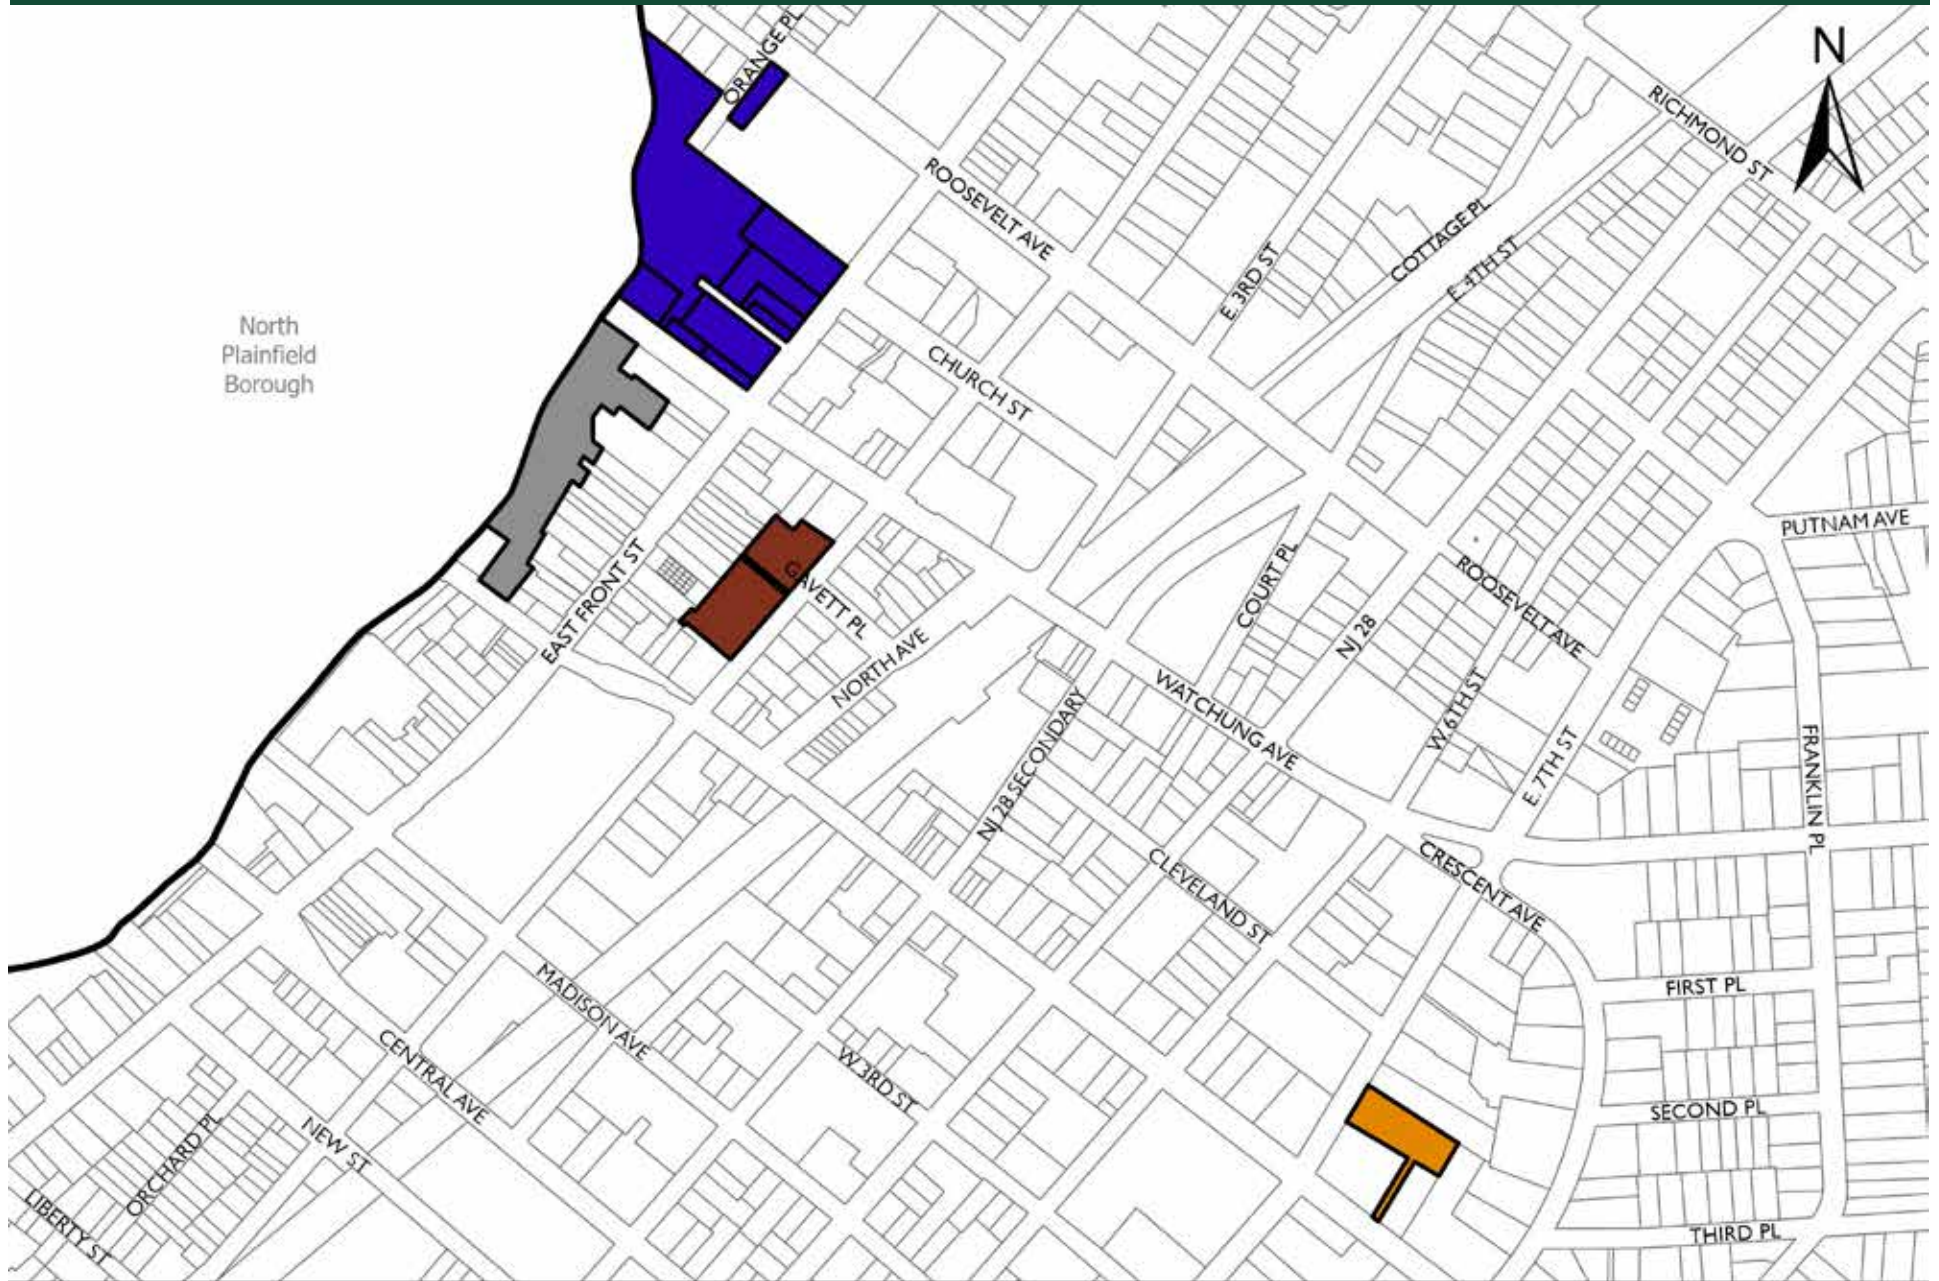 N
ORANGE PL
RICHMOND ST
ROOSEVELT AVE
COTTAGE PL
E. 3RD ST
E. 4TH ST
North
Plainfield
Borough
CHURCH ST
PUTNAM AVE
EAST FRONT ST
GAVETT PL
COURT PL
ROOSEVELT AVE
NJ 28
NORTH AVE
WATCHUNG AVE
W. 6TH ST
NJ 28 SECONDARY
E. 7TH ST
FRANKLIN PL
CLEVELAND ST
CRESCENT AVE
MADISON AVE
FIRST PL
CENTRAL AVE
W. 3RD ST
SECOND PL
ORCHARD PL
NEW ST
LIBERTY ST
THIRD PL